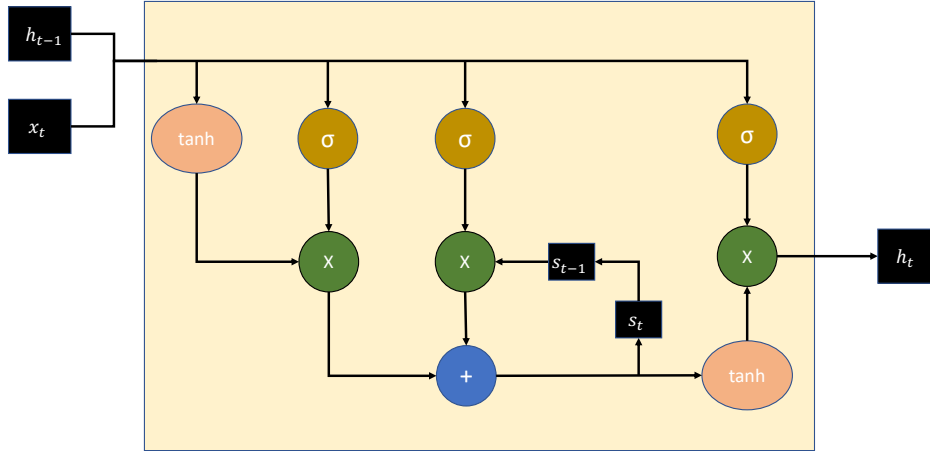 h_{t−1}
x_t
tanh
σ
σ
σ
X
X
s_{t−1}
X
h_t
s_t
+
tanh